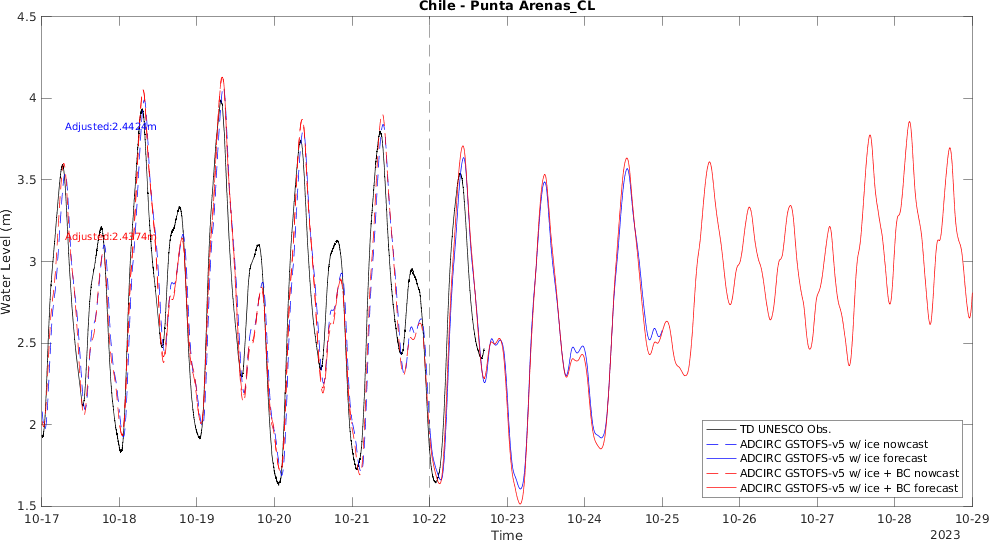 Chile - Punta Arenas_CL
4.5
4
3.5
3
2.5
2
1.5
Water Level (m)
Adjusted:2.4424m
Adjusted:2.4374m
TD UNESCO Obs.
ADCIRC GSTOFS-v5 w/ ice nowcast
ADCIRC GSTOFS-v5 w/ ice forecast
ADCIRC GSTOFS-v5 w/ ice + BC nowcast
ADCIRC GSTOFS-v5 w/ ice + BC forecast
10-17 10-18 10-19 10-20 10-21 10-22 10-23 10-24 10-25 10-26 10-27 10-28 10-29
Time
2023